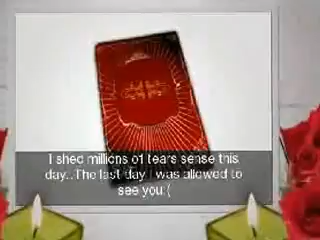 I shed millions of tears sense this
day..The last day I was allowed to
see you:(